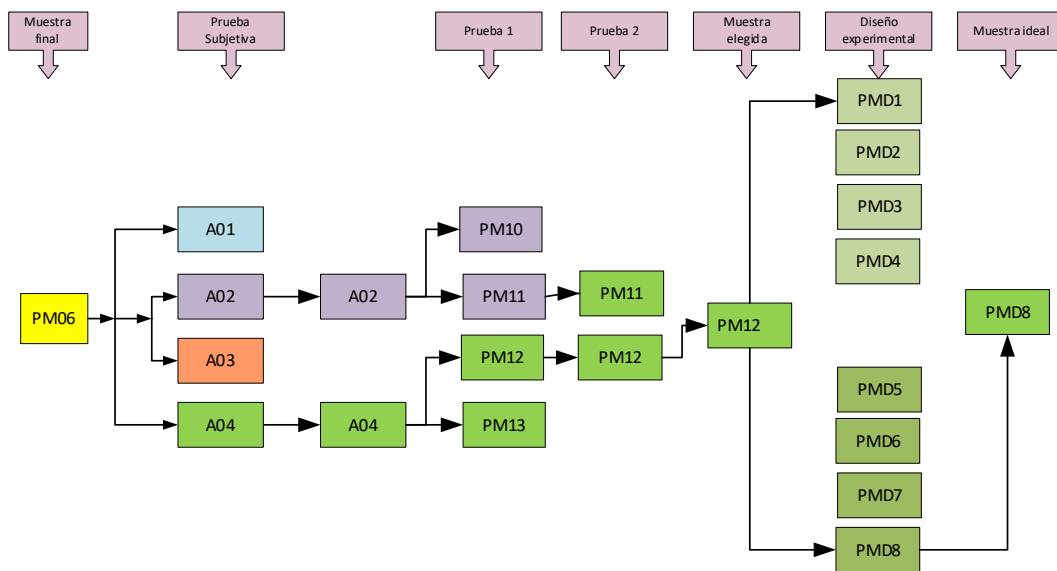 Muestra
final
Prueba
Subjetiva
Prueba 1
Prueba 2
Muestra
elegida
Diseño
experimental
Muestra ideal
PM06
A01
A02
A03
A04
A02
A04
PM10
PM11
PM12
PM13
PM11
PM12
PM12
PMD1
PMD2
PMD3
PMD4
PMD5
PMD6
PMD7
PMD8
PMD8